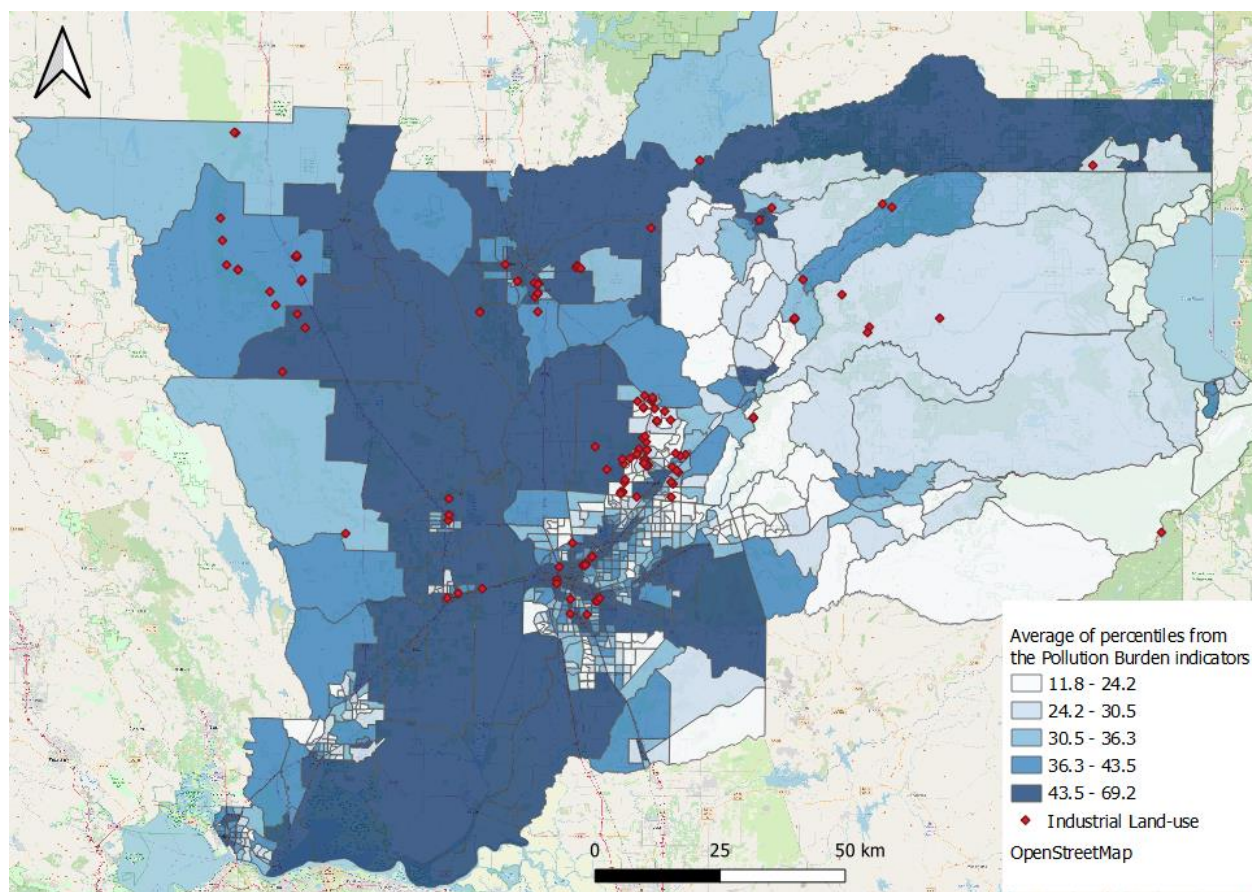 Average of percentiles from
the Pollution Burden indicators
11.8 - 24.2
24.2 - 30.5
30.5 - 36.3
36.3 - 43.5
43.5 - 69.2
Industrial Land-use
OpenStreetMap
0 25 50 km